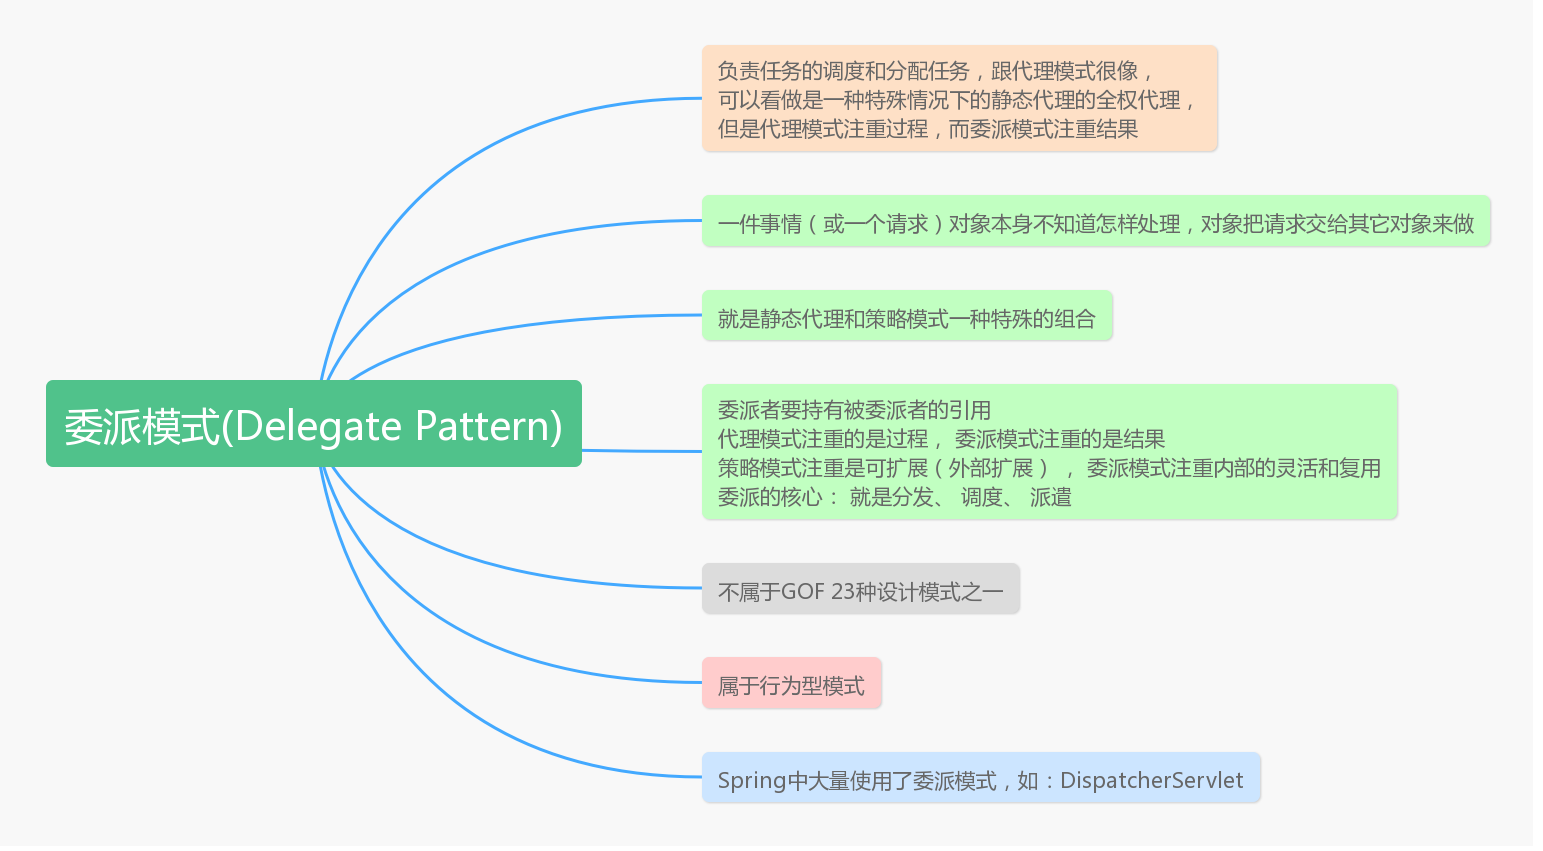 负责任务的调度和分配任务，跟代理模式很像，
可以看做是一种特殊情况下的静态代理的全权代理，
但是代理模式注重过程，而委派模式注重结果
一件事情（或一个请求）对象本身不知道怎样处理，对象把请求交给其它对象来做
就是静态代理和策略模式一种特殊的组合
委派模式(Delegate Pattern)
委派者要持有被委派者的引用
代理模式注重的是过程， 委派模式注重的是结果
策略模式注重是可扩展（外部扩展） ， 委派模式注重内部的灵活和复用
委派的核心： 就是分发、 调度、 派遣
不属于GOF 23种设计模式之一
属于行为型模式
Spring中大量使用了委派模式，如：DispatcherServlet